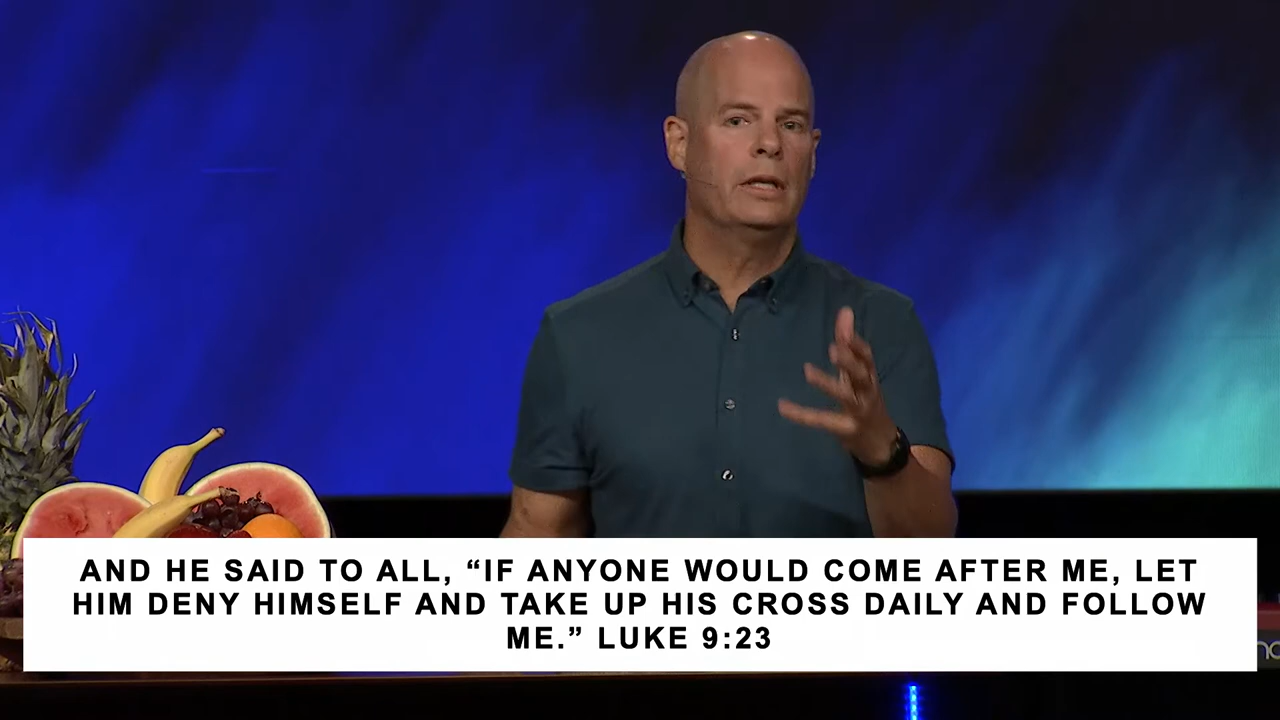 AND HE SAID TO ALL, “IF ANYONE WOULD COME AFTER ME, LET
HIM DENY HIMSELF AND TAKE UP HIS CROSS DAILY AND FOLLOW
ME.” LUKE 9:23